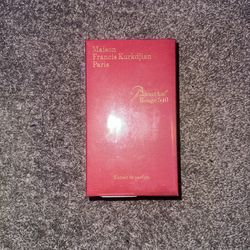 Maison
Francis Kurkdjian
Paris
Baccarat
Rouge 540
Extrait de parfum